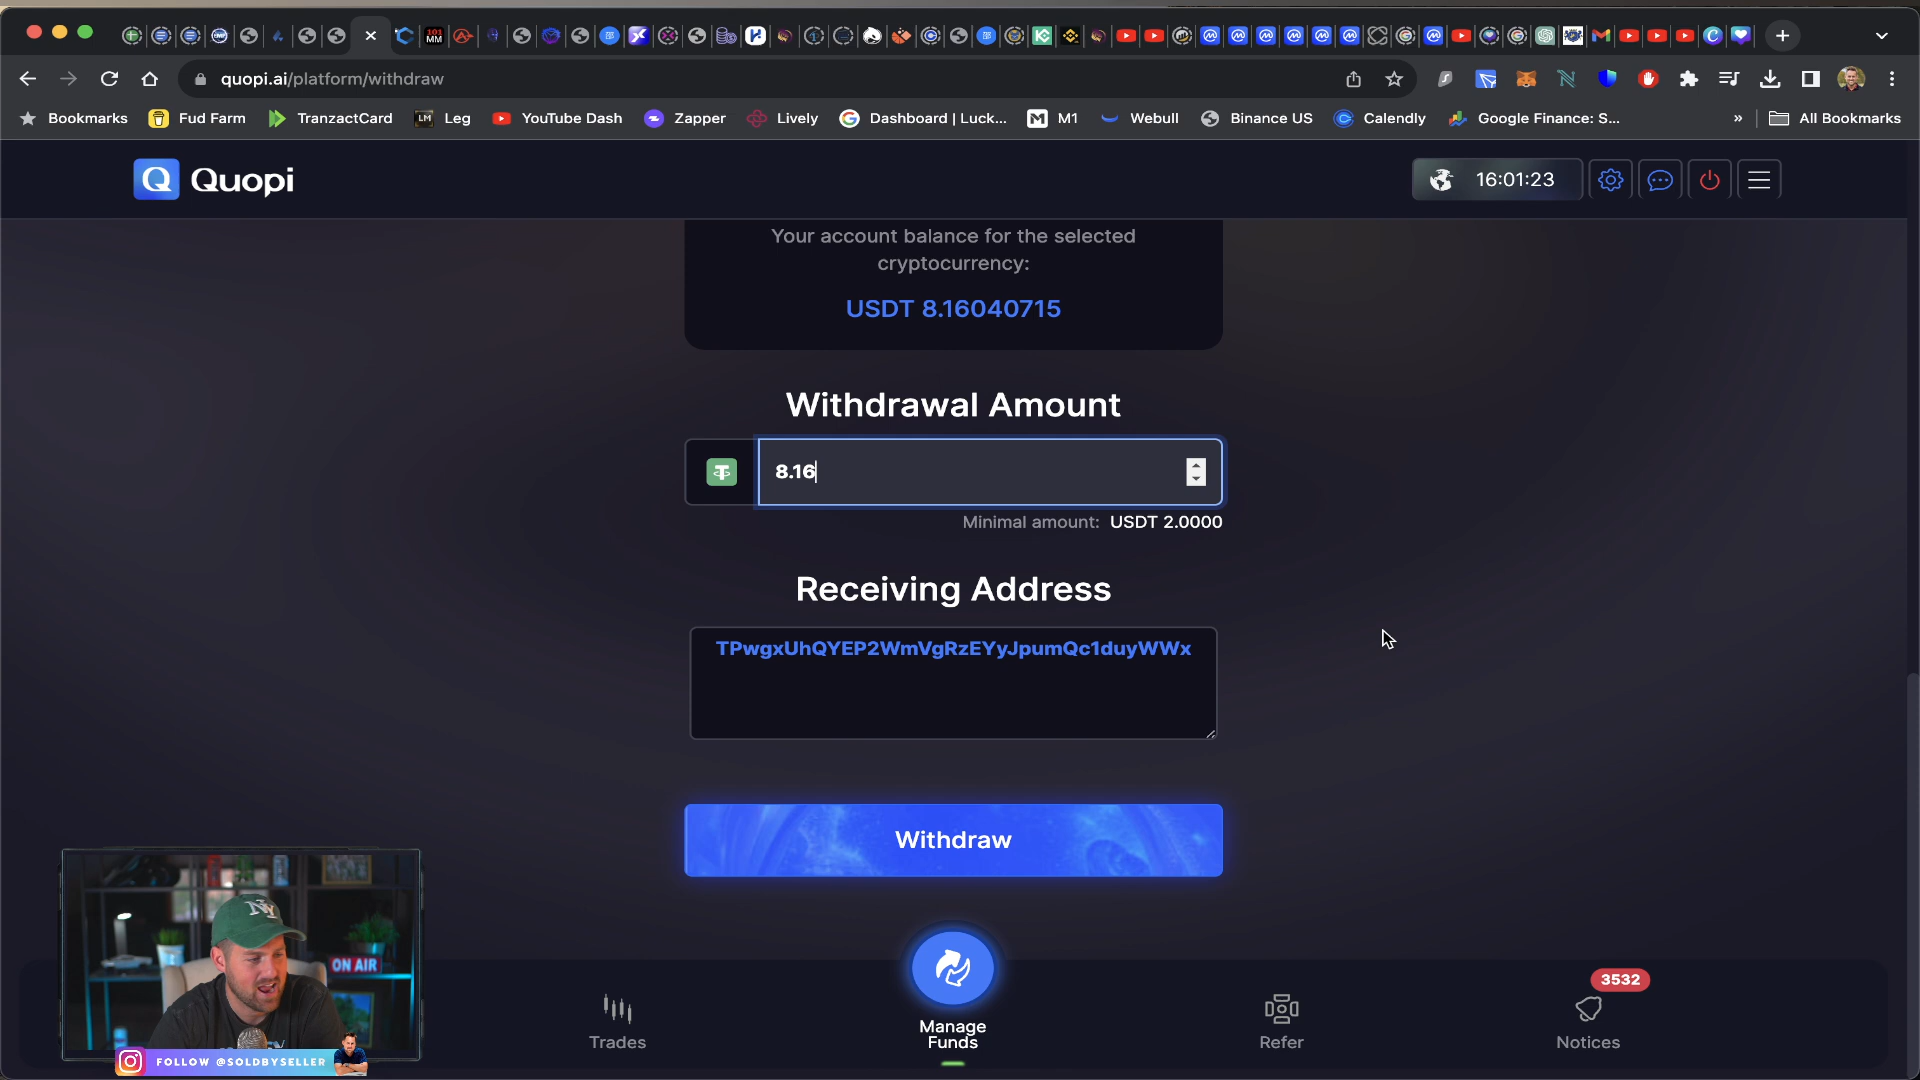 quopi.ai/platform/withdraw
Bookmarks
Fud Farm
TranzactCard
LM
Leg
YouTube Dash
Zapper
Lively
Dashboard | Luck...
M1
Webull
Binance US
Calendly
Google Finance: S...
»
All Bookmarks
Q Quopi
16:01:23
Your account balance for the selected
cryptocurrency:
USDT 8.16040715
Withdrawal Amount
8.16
Minimal amount: USDT 2.0000
Receiving Address
TPwgxUhQYEP2WmVgRzEYyJpumQc1duyWWx
Withdraw
NY
ON AIR
FOLLOW @SOLDBYSELLER
Trades
Manage
Funds
Refer
3532
Notices